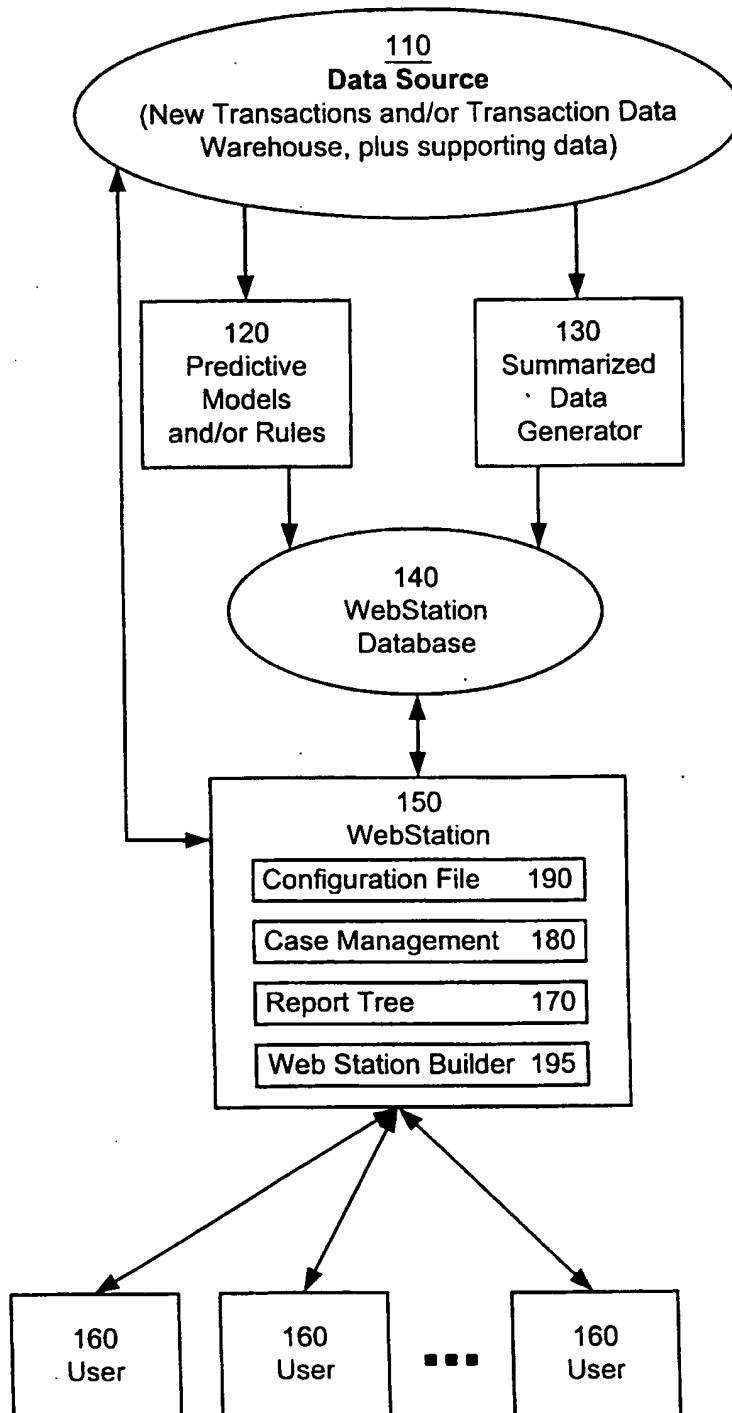 110
Data Source
(New Transactions and/or Transaction Data
Warehouse, plus supporting data)
120
Predictive
Models
and/or Rules
130
Summarized
Data
Generator
140
WebStation
Database
150
WebStation
Configuration File 190
Case Management 180
Report Tree 170
Web Station Builder 195
160
User
160
User
160
User